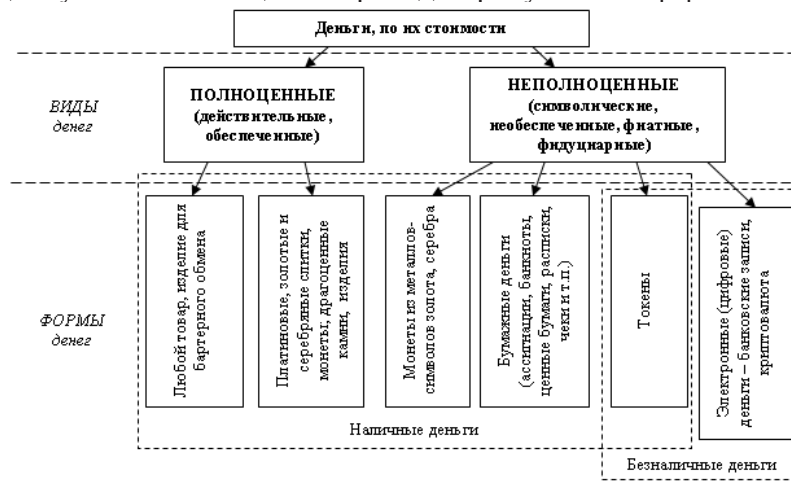 Деньги, по их стоимости
ВИДЫ
денег
ПОЛНОЦЕННЫЕ
(действительные,
обеспеченные)
НЕПОЛНОЦЕННЫЕ
(символические,
необеспеченные, фиатные,
фидуциарные)
ФОРМЫ
денег
Любой товар, изделие для
бартерного обмена
Платиновые, золотые и
серебряные слитки,
монеты, драгоценные
камни, изделия
Монеты из металлов-
символов золота, серебра
Бумажные деньги
(ассигнации, банкноты,
ценные бумаги, расписки,
чеки и т.п.)
Токены
Электронные (цифровые)
деньги – банковские записи,
криптовалюта
Наличные деньги
Безналичные деньги